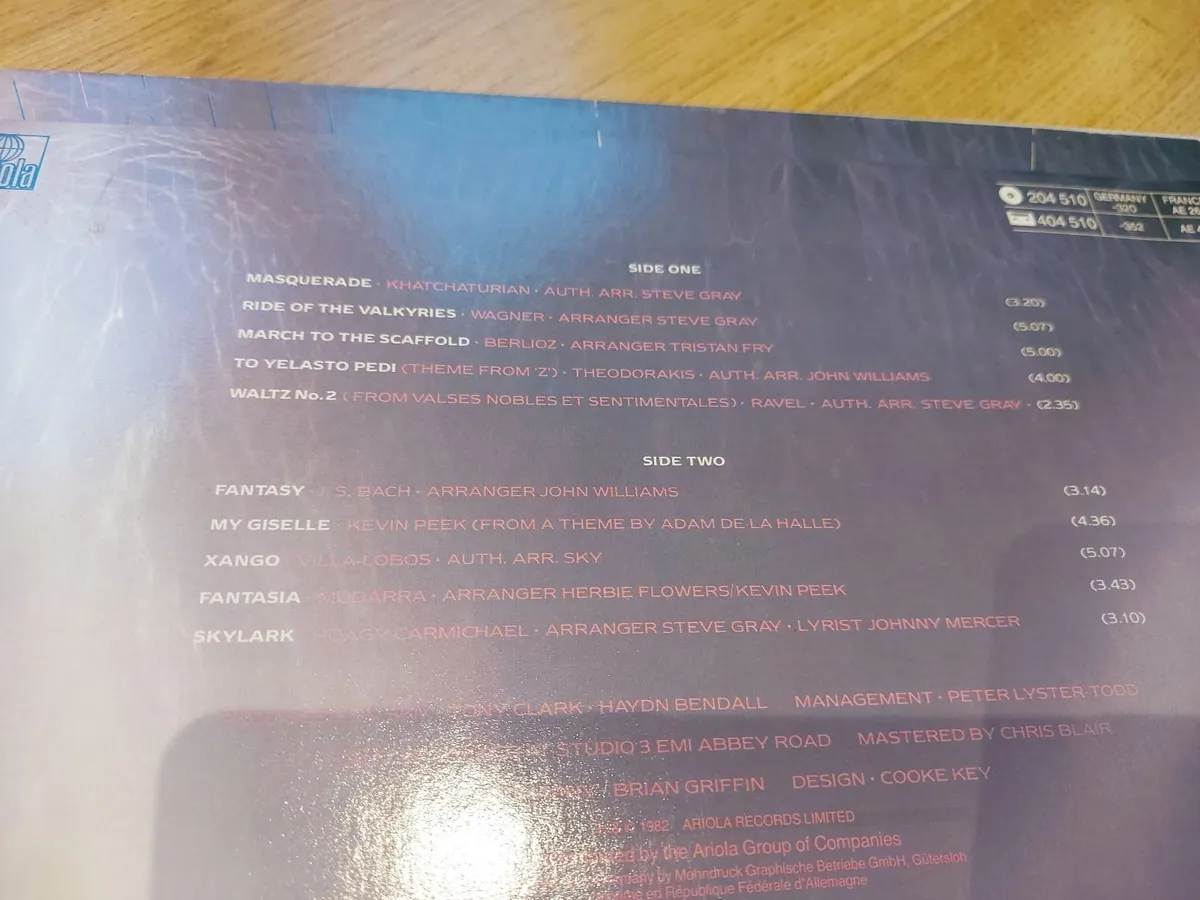 ola
204 510 GERMANY -320 FRANC AE 25
404 510 -352 AE 4
SIDE ONE
MASQUERADE · KHATCHATURIAN · AUTH. ARR. STEVE GRAY (3.20)
RIDE OF THE VALKYRIES · WAGNER · ARRANGER STEVE GRAY (5.07)
MARCH TO THE SCAFFOLD · BERLIOZ · ARRANGER TRISTAN FRY (5.00)
TO YELASTO PEDI (THEME FROM 'Z') · THEODORAKIS · AUTH. ARR. JOHN WILLIAMS (4.00)
WALTZ No. 2 (FROM VALSES NOBLES ET SENTIMENTALES) · RAVEL · AUTH. ARR. STEVE GRAY · (2.35)
SIDE TWO
FANTASY · J. S. BACH · ARRANGER JOHN WILLIAMS (3.14)
MY GISELLE · KEVIN PEEK (FROM A THEME BY ADAM DE LA HALLE) (4.36)
XANGO VILLA-LOBOS · AUTH. ARR. SKY (5.07)
FANTASIA MUDARRA · ARRANGER HERBIE FLOWERS/KEVIN PEEK (3.43)
SKYLARK HOAGY CARMICHAEL · ARRANGER STEVE GRAY · LYRIST JOHNNY MERCER (3.10)
TONY CLARK · HAYDN BENDALL MANAGEMENT · PETER LYSTER-TODD
AT STUDIO 3 EMI ABBEY ROAD MASTERED BY CHRIS BLAIR
BRIAN GRIFFIN DESIGN · COOKE KEY
© 1982 ARIOLA RECORDS LIMITED
by the Ariola Group of Companies
by Mohndruck Graphische Betriebe GmbH, Gütersloh
en République Fédérale d'Allemagne